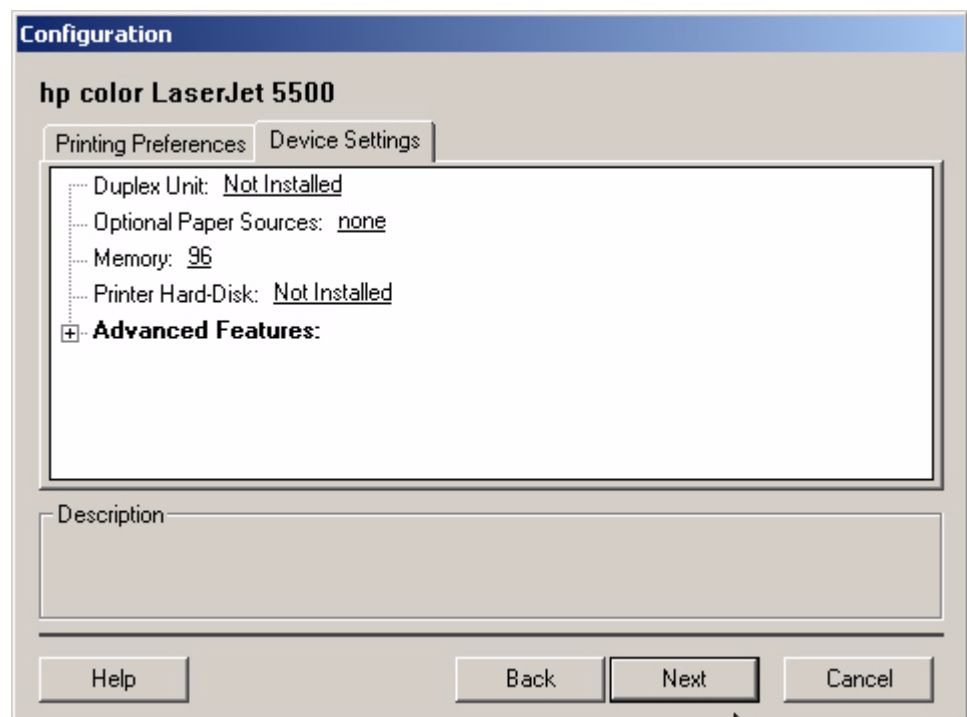 Configuration
hp color LaserJet 5500
Printing Preferences Device Settings
Duplex Unit: Not Installed
Optional Paper Sources: none
Memory: 96
Printer Hard-Disk: Not Installed
Advanced Features:
Description
Help Back Next Cancel